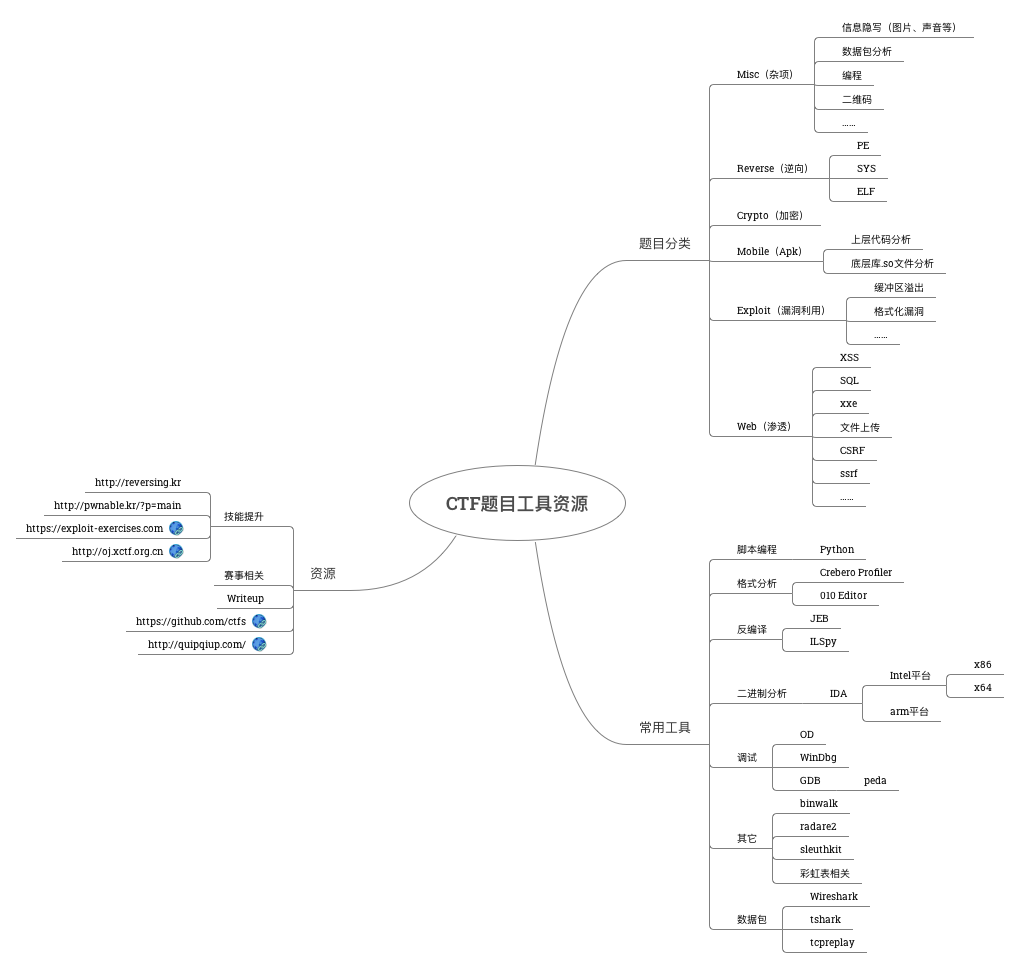 CTF题目工具资源
题目分类
Misc（杂项）
信息隐写（图片、声音等）
数据包分析
编程
二维码
......
Reverse（逆向）
PE
SYS
ELF
Crypto（加密）
Mobile（Apk）
上层代码分析
底层库.so文件分析
Exploit（漏洞利用）
缓冲区溢出
格式化漏洞
......
Web（渗透）
XSS
SQL
xxe
文件上传
CSRF
ssrf
......
常用工具
脚本编程
Python
格式分析
Crebero Profiler
010 Editor
反编译
JEB
ILSpy
二进制分析
IDA
Intel平台
x86
x64
arm平台
调试
OD
WinDbg
GDB
peda
其它
binwalk
radare2
sleuthkit
彩虹表相关
数据包
Wireshark
tshark
tcpreplay
资源
技能提升
http://reversing.kr
http://pwnable.kr/?p=main
https://exploit-exercises.com
http://oj.xctf.org.cn
赛事相关
Writeup
https://github.com/ctfs
http://quipqiup.com/